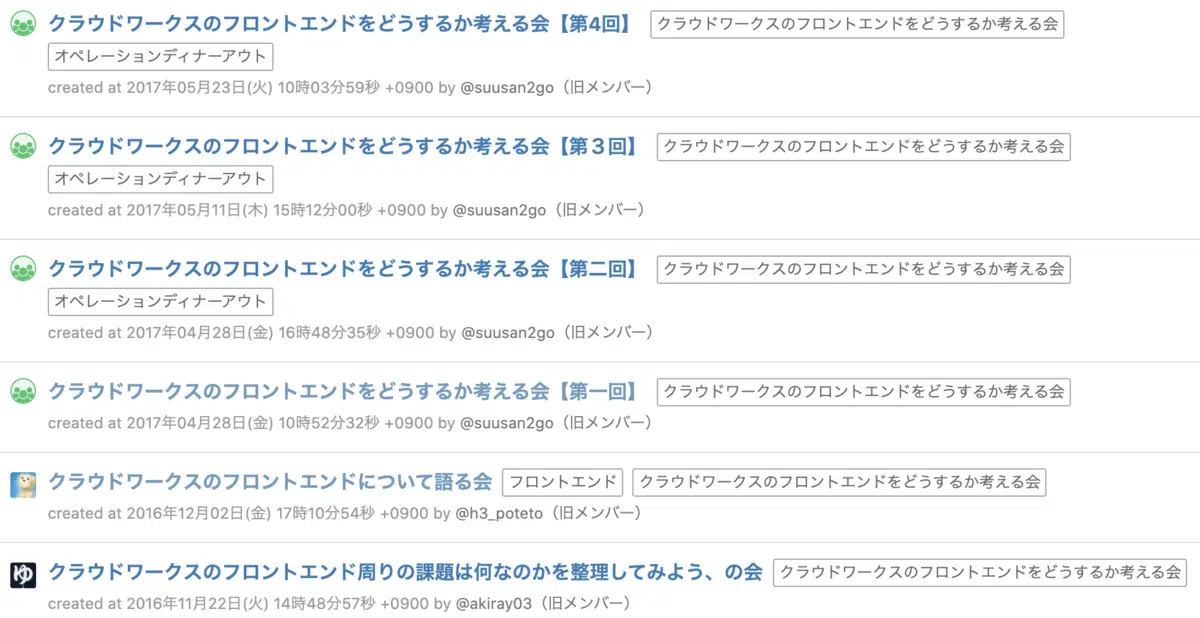 クラウドワークスのフロントエンドをどうするか考える会【第4回】 クラウドワークスのフロントエンドをどうするか考える会
オペレーションディナーアウト
created at 2017年05月23日(火) 10時03分59秒 +0900 by @suusan2go（旧メンバー）
クラウドワークスのフロントエンドをどうするか考える会【第３回】 クラウドワークスのフロントエンドをどうするか考える会
オペレーションディナーアウト
created at 2017年05月11日(木) 15時12分00秒 +0900 by @suusan2go（旧メンバー）
クラウドワークスのフロントエンドをどうするか考える会【第二回】 クラウドワークスのフロントエンドをどうするか考える会
オペレーションディナーアウト
created at 2017年04月28日(金) 16時48分35秒 +0900 by @suusan2go（旧メンバー）
クラウドワークスのフロントエンドをどうするか考える会【第一回】 クラウドワークスのフロントエンドをどうするか考える会
created at 2017年04月28日(金) 10時52分32秒 +0900 by @suusan2go（旧メンバー）
クラウドワークスのフロントエンドについて語る会 フロントエンド クラウドワークスのフロントエンドをどうするか考える会
created at 2016年12月02日(金) 17時10分54秒 +0900 by @h3_poteto（旧メンバー）
ゆ クラウドワークスのフロントエンド周りの課題は何なのかを整理してみよう、の会 クラウドワークスのフロントエンドをどうするか考える会
created at 2016年11月22日(火) 14時48分57秒 +0900 by @akiray03（旧メンバー）